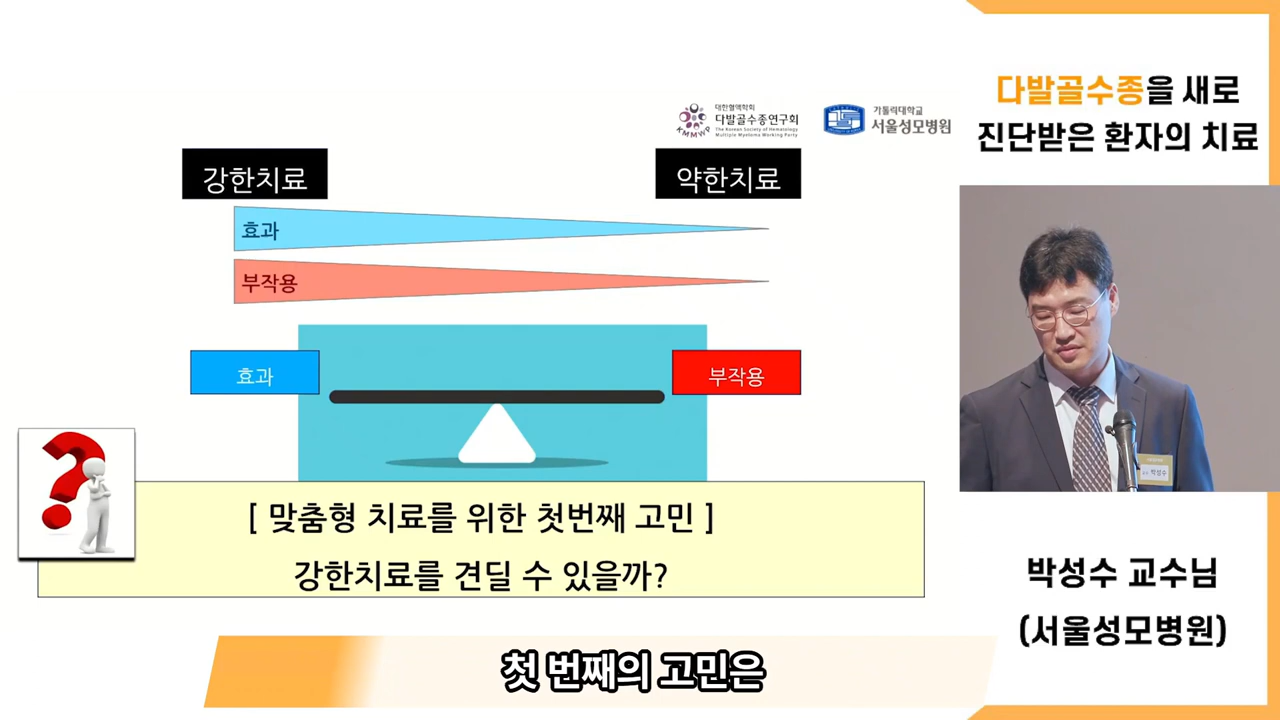 대한혈액학회
다발골수종연구회
The Korean Society of Hematology
Multiple Myeloma Working Party
KMMWP
가톨릭대학교
서울성모병원
다발골수종을 새로
진단받은 환자의 치료
강한치료
약한치료
효과
부작용
효과
부작용
[ 맞춤형 치료를 위한 첫번째 고민 ]
강한치료를 견딜 수 있을까?
박성수
박성수 교수님
(서울성모병원)
첫 번째의 고민은